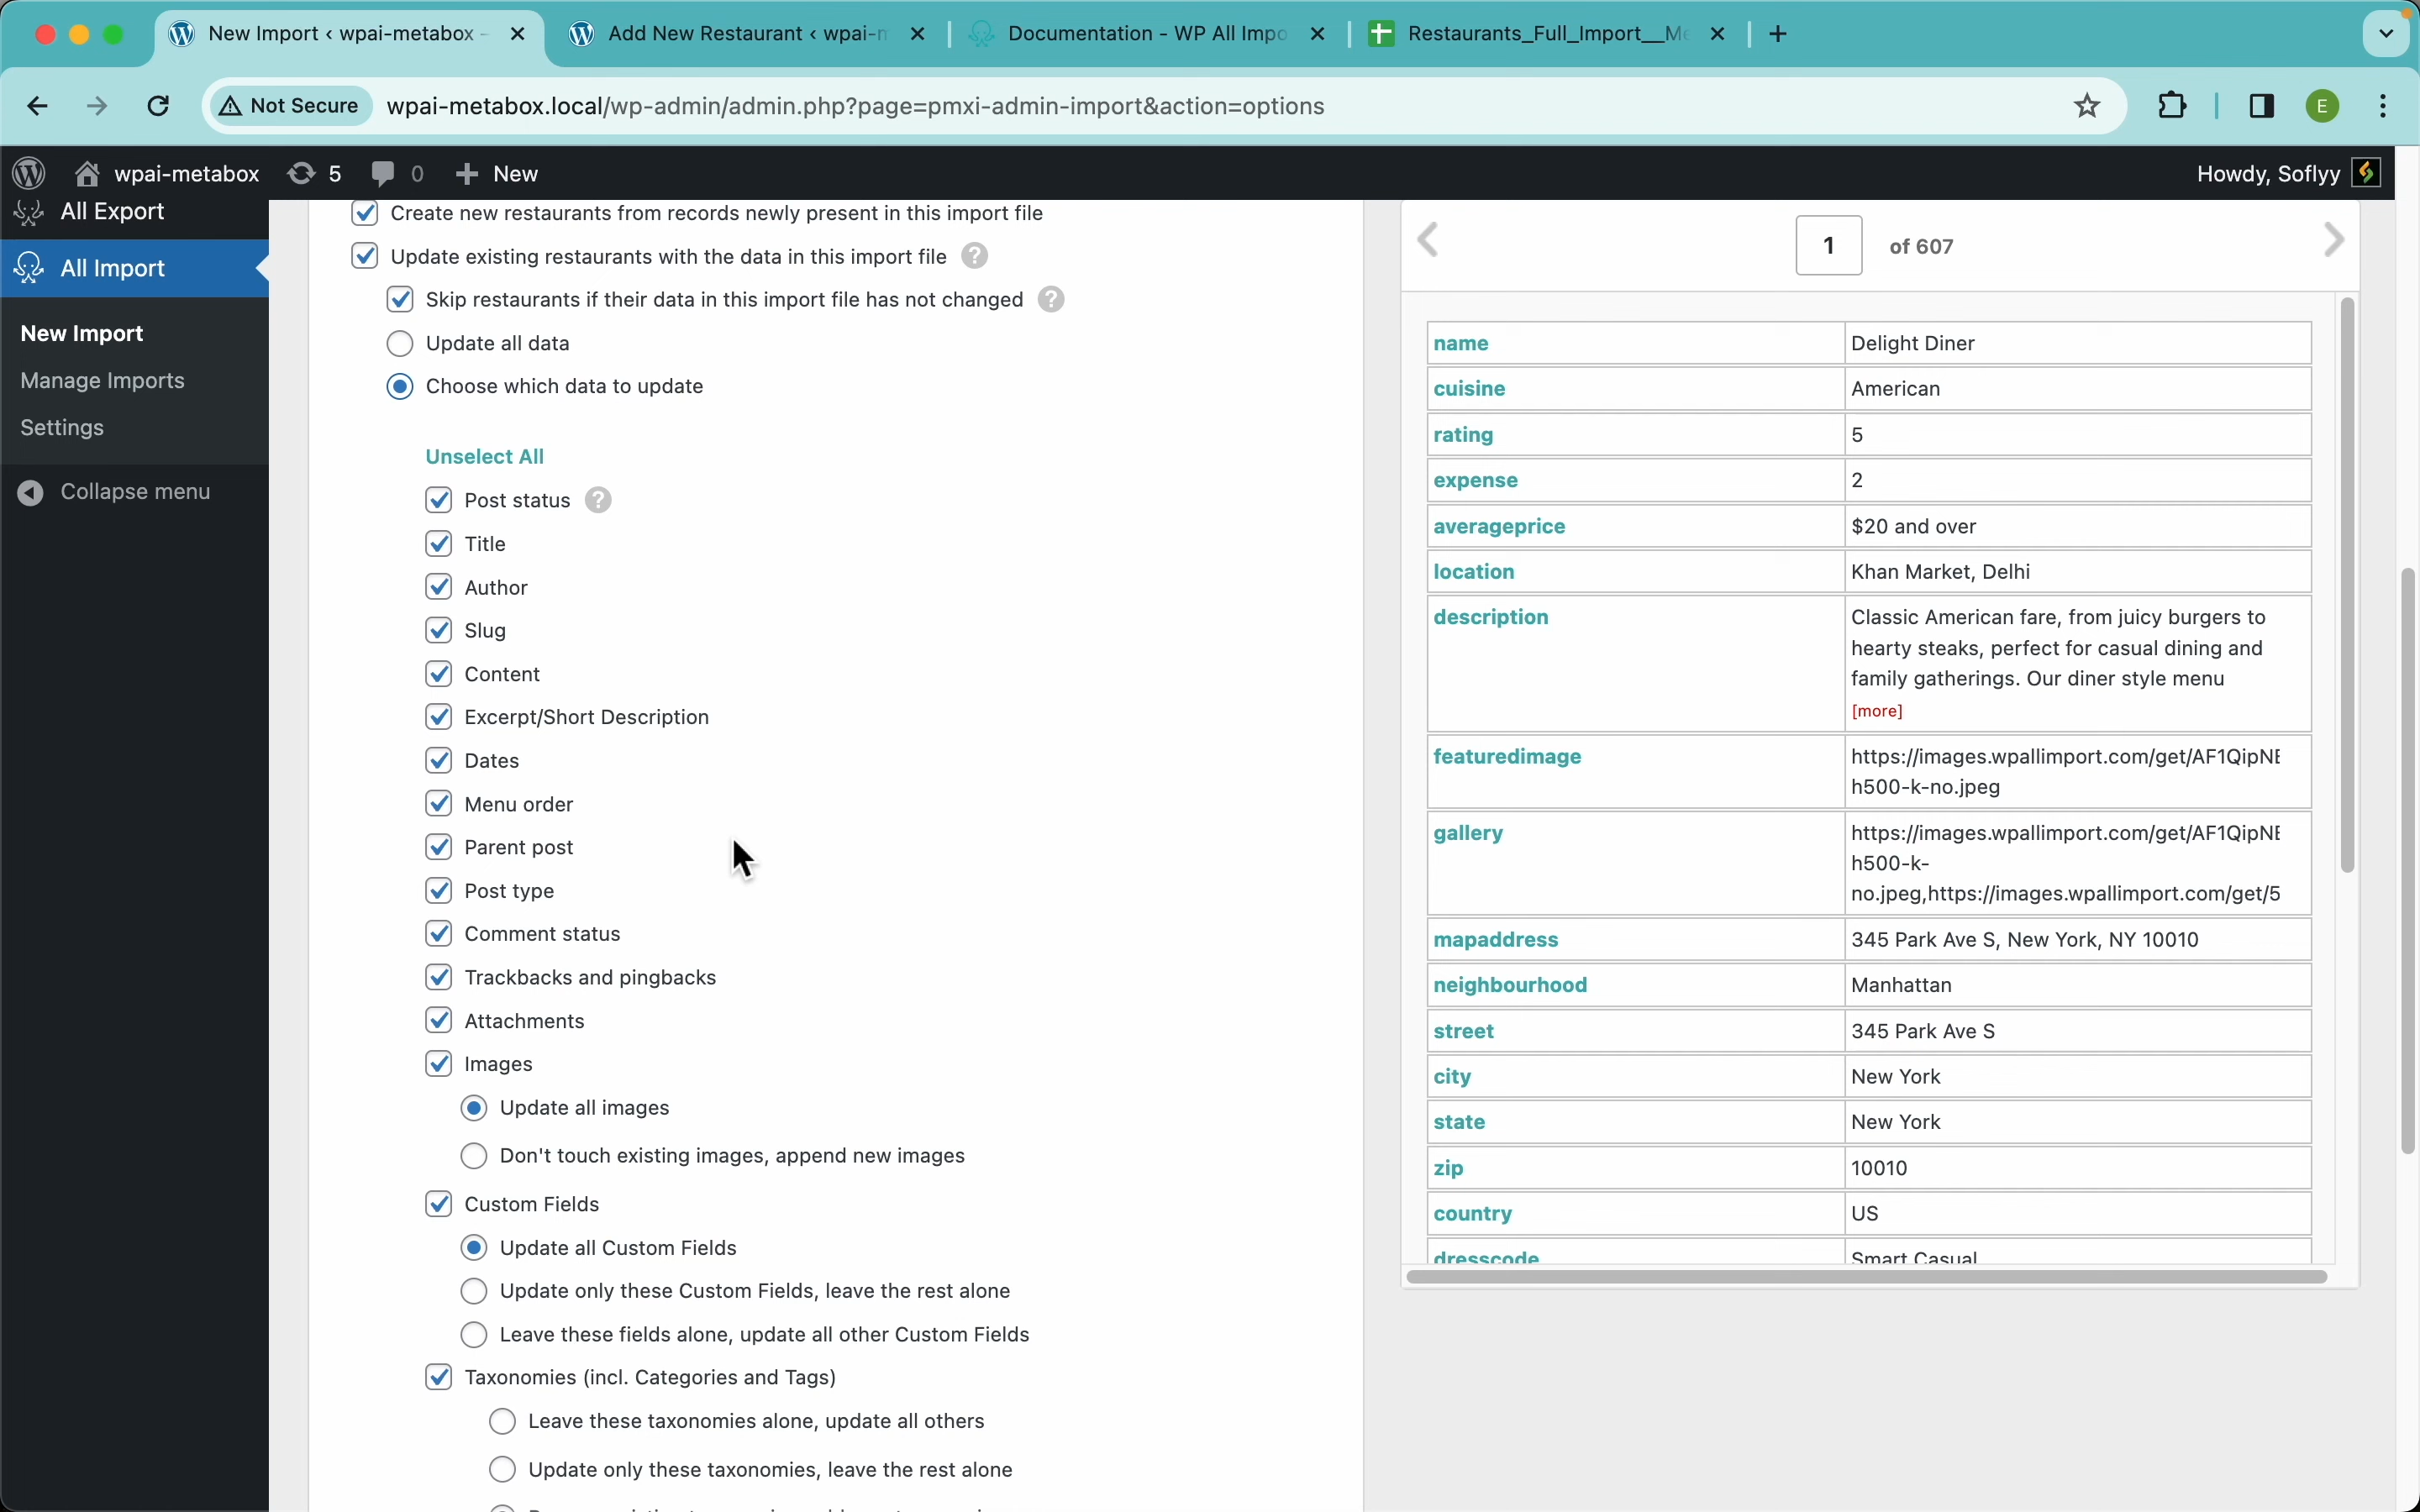 New Import ‹ wpai-metabox -
Add New Restaurant ‹ wpai-m
Documentation - WP All Impo
Restaurants_Full_Import__Me
Not Secure
wpai-metabox.local/wp-admin/admin.php?page=pmxi-admin-import&action=options
E
wpai-metabox
5
0
New
Howdy, Soflyy
All Export
All Import
New Import
Manage Imports
Settings
Collapse menu
Create new restaurants from records newly present in this import file
Update existing restaurants with the data in this import file ?
Skip restaurants if their data in this import file has not changed ?
Update all data
Choose which data to update
Unselect All
Post status ?
Title
Author
Slug
Content
Excerpt/Short Description
Dates
Menu order
Parent post
Post type
Comment status
Trackbacks and pingbacks
Attachments
Images
Update all images
Don't touch existing images, append new images
Custom Fields
Update all Custom Fields
Update only these Custom Fields, leave the rest alone
Leave these fields alone, update all other Custom Fields
Taxonomies (incl. Categories and Tags)
Leave these taxonomies alone, update all others
Update only these taxonomies, leave the rest alone
1 of 607
name Delight Diner
cuisine American
rating 5
expense 2
averageprice $20 and over
location Khan Market, Delhi
description Classic American fare, from juicy burgers to
hearty steaks, perfect for casual dining and
family gatherings. Our diner style menu
[more]
featuredimage https://images.wpallimport.com/get/AF1QipNE
h500-k-no.jpeg
gallery https://images.wpallimport.com/get/AF1QipNE
h500-k-
no.jpeg,https://images.wpallimport.com/get/5
mapaddress 345 Park Ave S, New York, NY 10010
neighbourhood Manhattan
street 345 Park Ave S
city New York
state New York
zip 10010
country US
dresscode Smart Casual